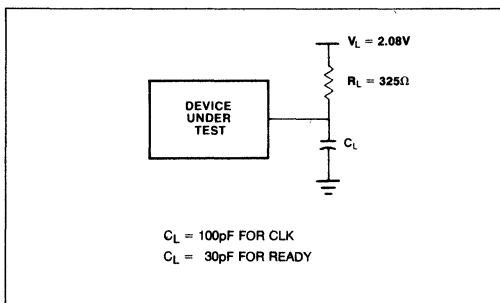 V_L = 2.08V
R_L = 325Ω
DEVICE
UNDER
TEST
C_L
C_L = 100pF FOR CLK
C_L = 30pF FOR READY